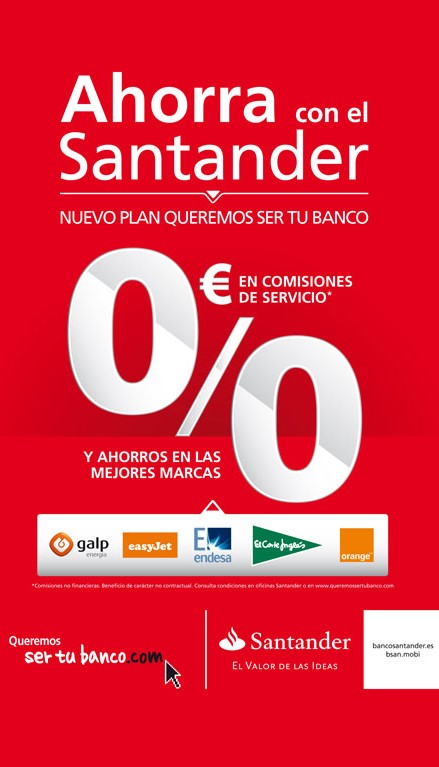 Ahorra con el
Santander
NUEVO PLAN QUEREMOS SER TU BANCO
0€ EN COMISIONES
DE SERVICIO*
%
Y AHORROS EN LAS
MEJORES MARCAS
galp
energia
easyJet
endesa
El Corte Inglés
orange™
*Comisiones no financieras. Beneficio de carácter no contractual. Consulta condiciones en oficinas Santander o en www.queremossertubanco.com
Queremos
ser tu banco.com
Santander
EL VALOR DE LAS IDEAS
bancosantander.es
bsan.mobi